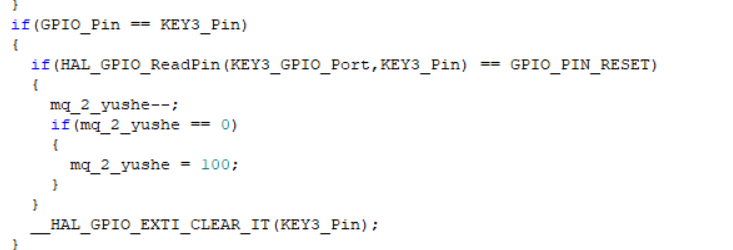 }
if(GPIO_Pin == KEY3_Pin)
{
if(HAL_GPIO_ReadPin(KEY3_GPIO_Port,KEY3_Pin) == GPIO_PIN_RESET)
{
mq_2_yushe--;
if(mq_2_yushe == 0)
{
mq_2_yushe = 100;
}
}
__HAL_GPIO_EXTI_CLEAR_IT(KEY3_Pin);
}